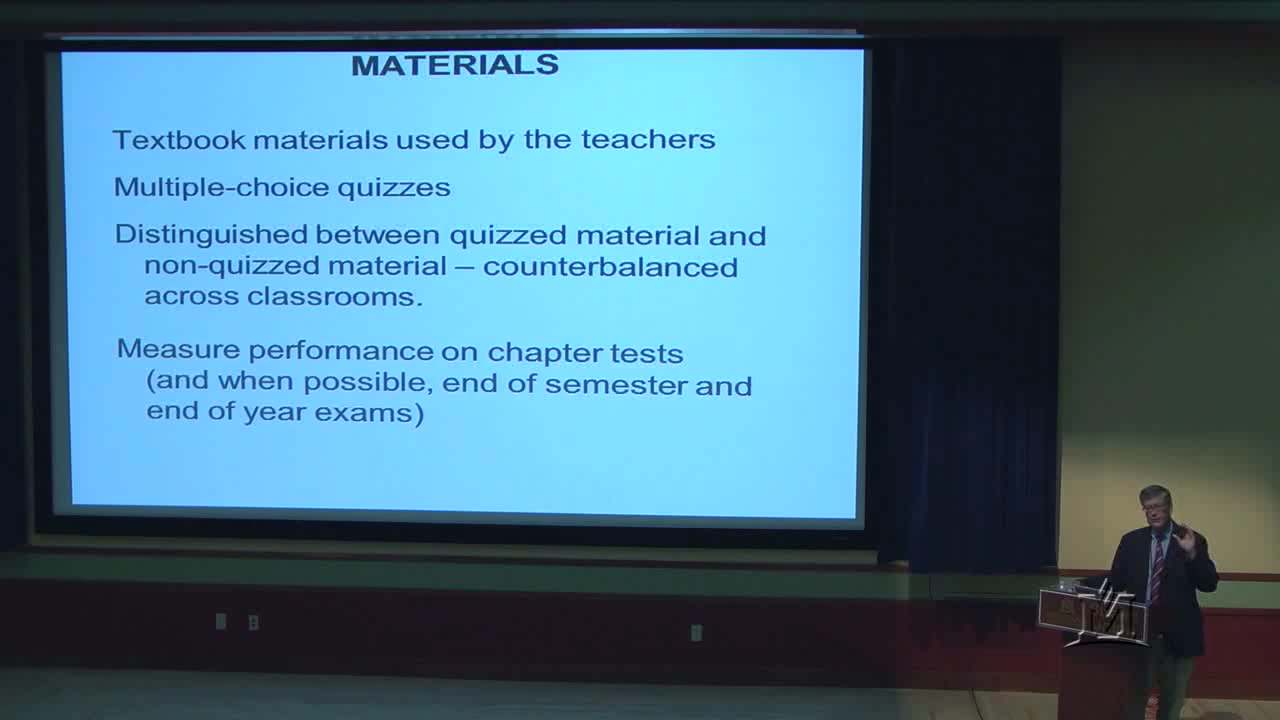 MATERIALS
Textbook materials used by the teachers
Multiple-choice quizzes
Distinguished between quizzed material and
non-quizzed material – counterbalanced
across classrooms.
Measure performance on chapter tests
(and when possible, end of semester and
end of year exams)